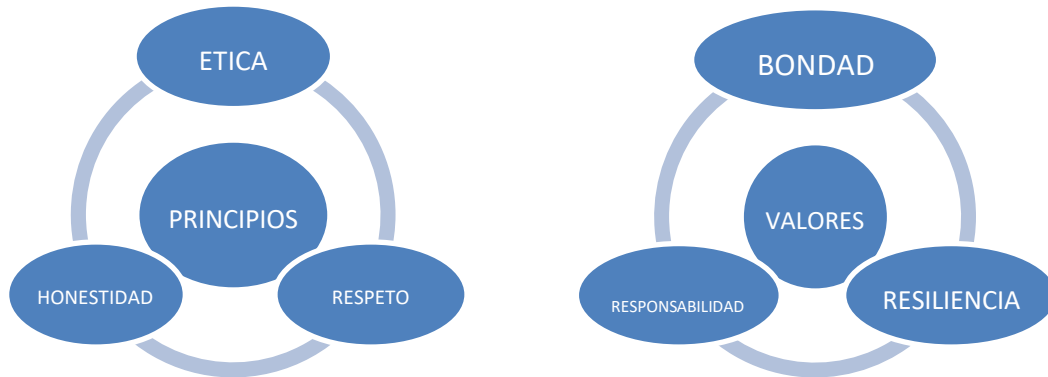 ETICA
PRINCIPIOS
HONESTIDAD
RESPETO
BONDAD
VALORES
RESPONSABILIDAD
RESILIENCIA